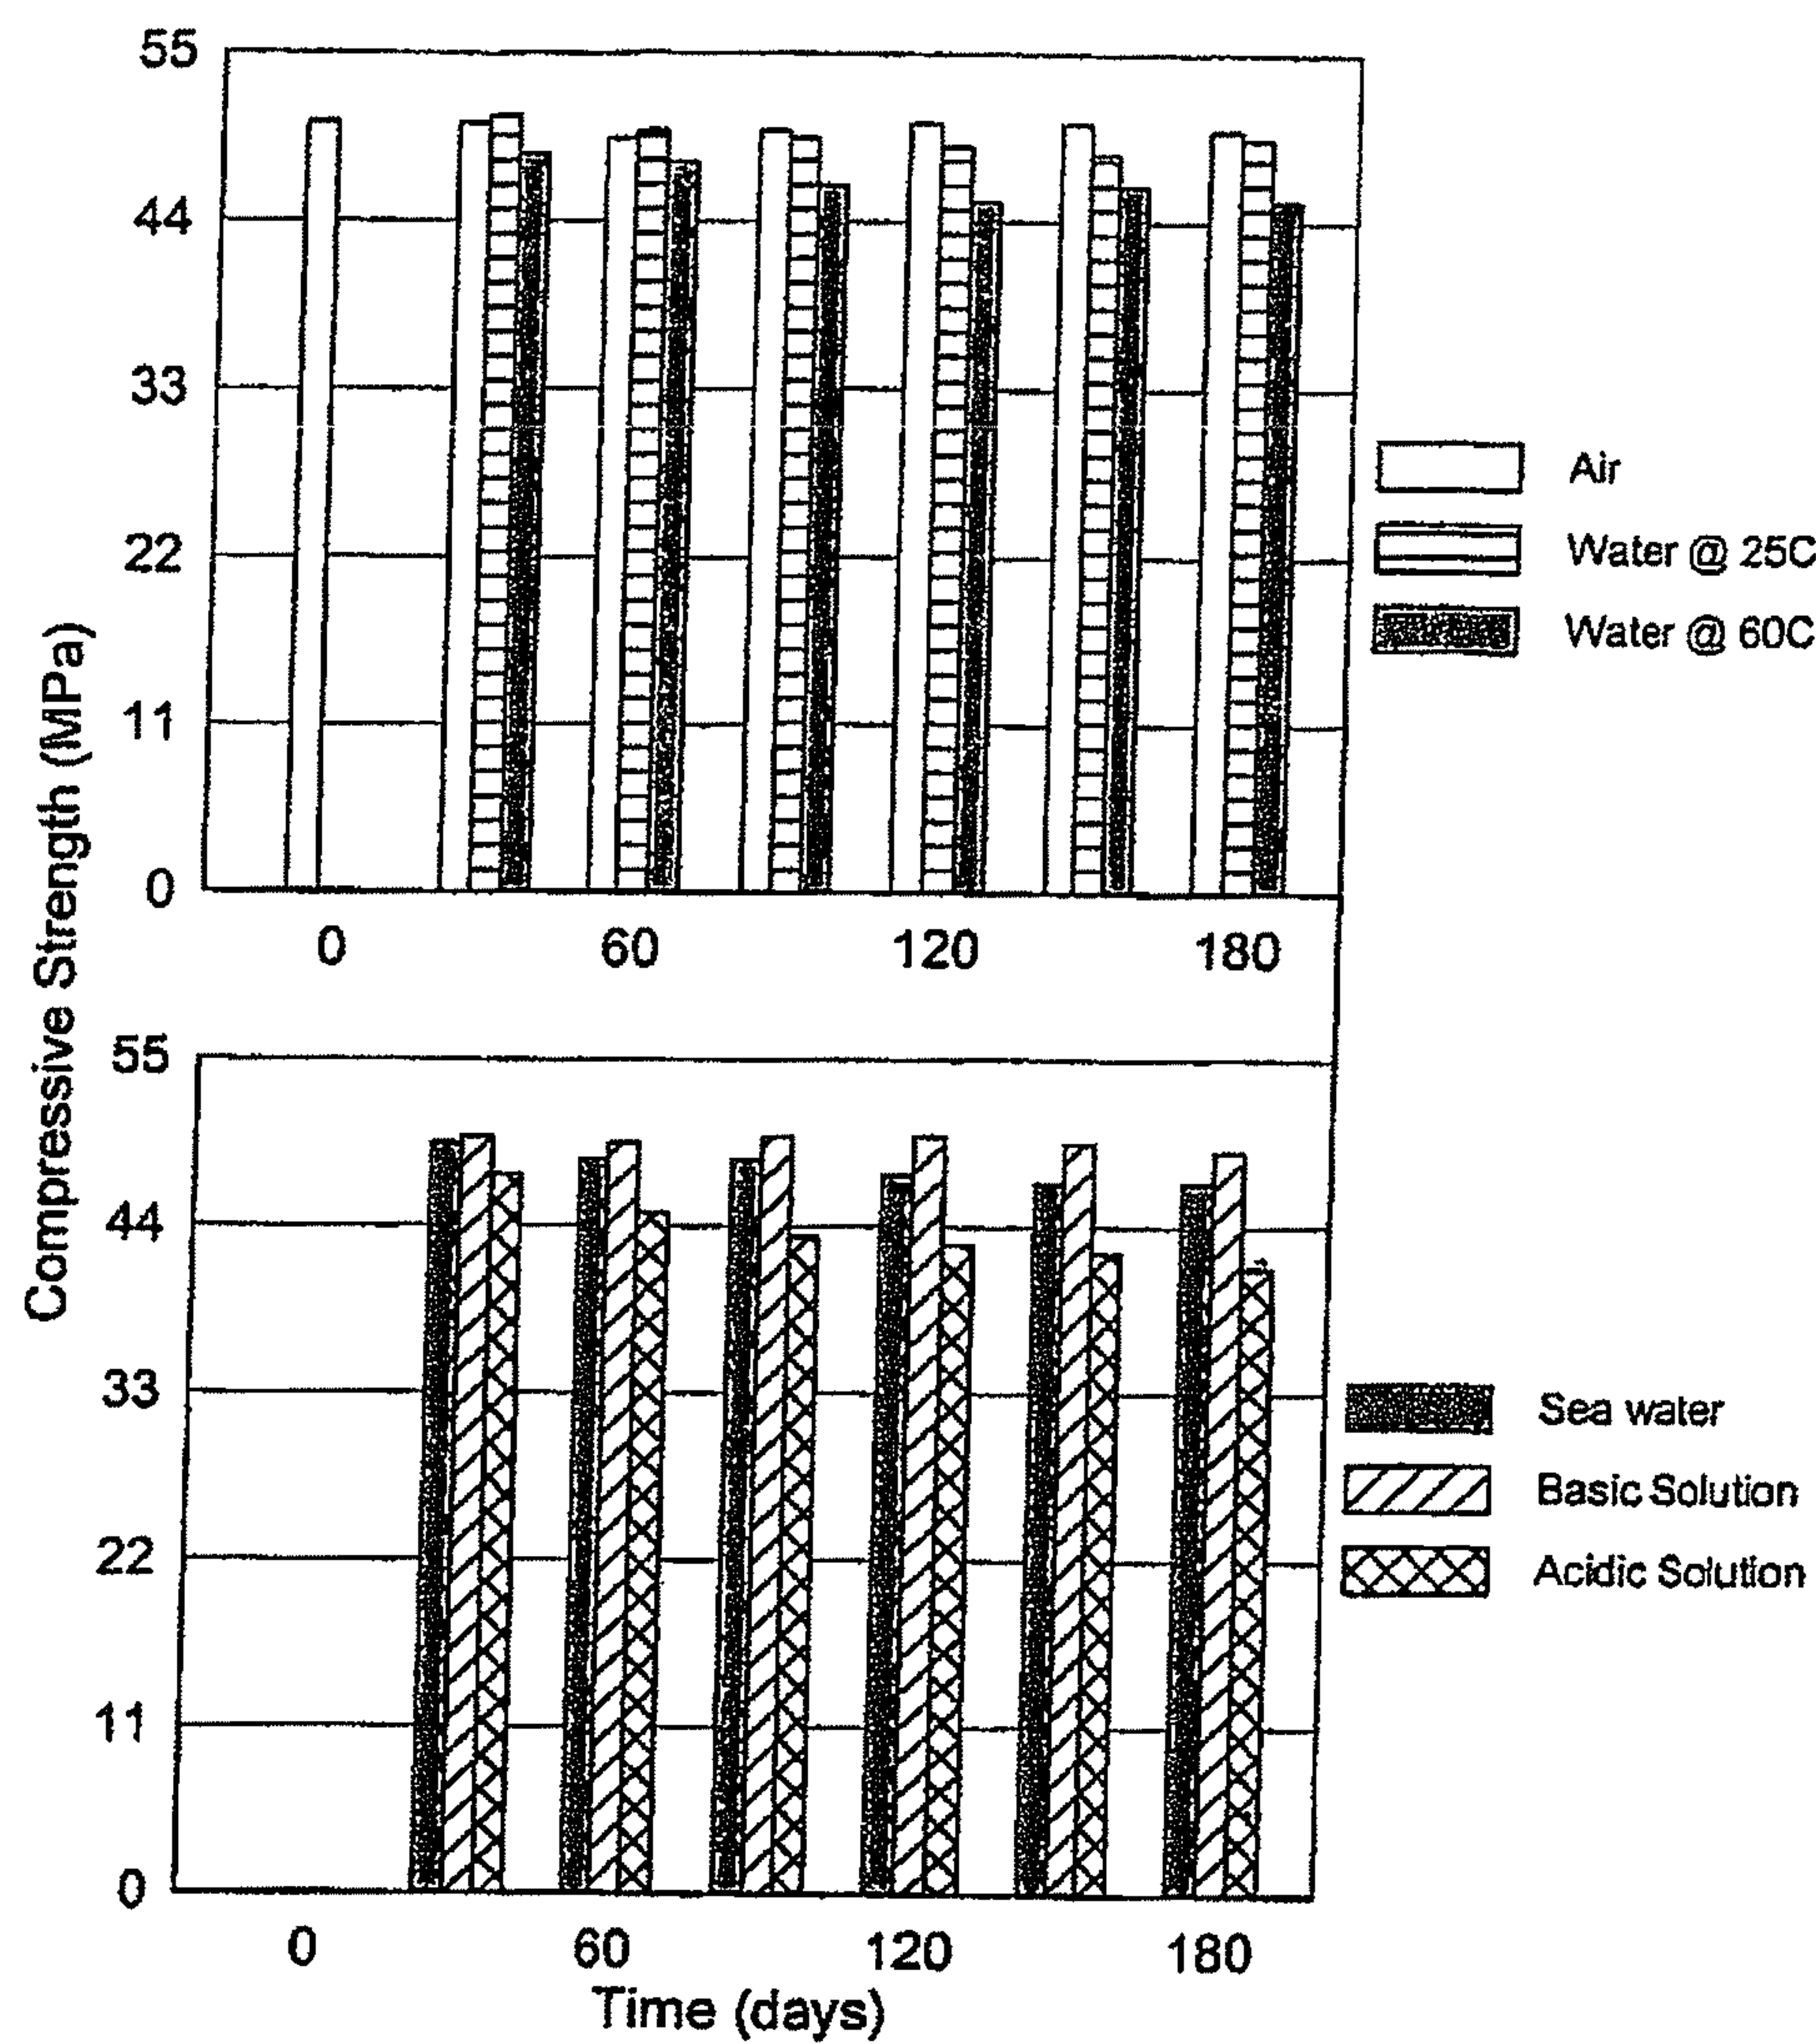 Compressive Strength (MPa)
55
44
33
22
11
0
0 60 120 180
Air
Water @ 25C
Water @ 60C
55
44
33
22
11
0
0 60 120 180
Time (days)
Sea water
Basic Solution
Acidic Solution